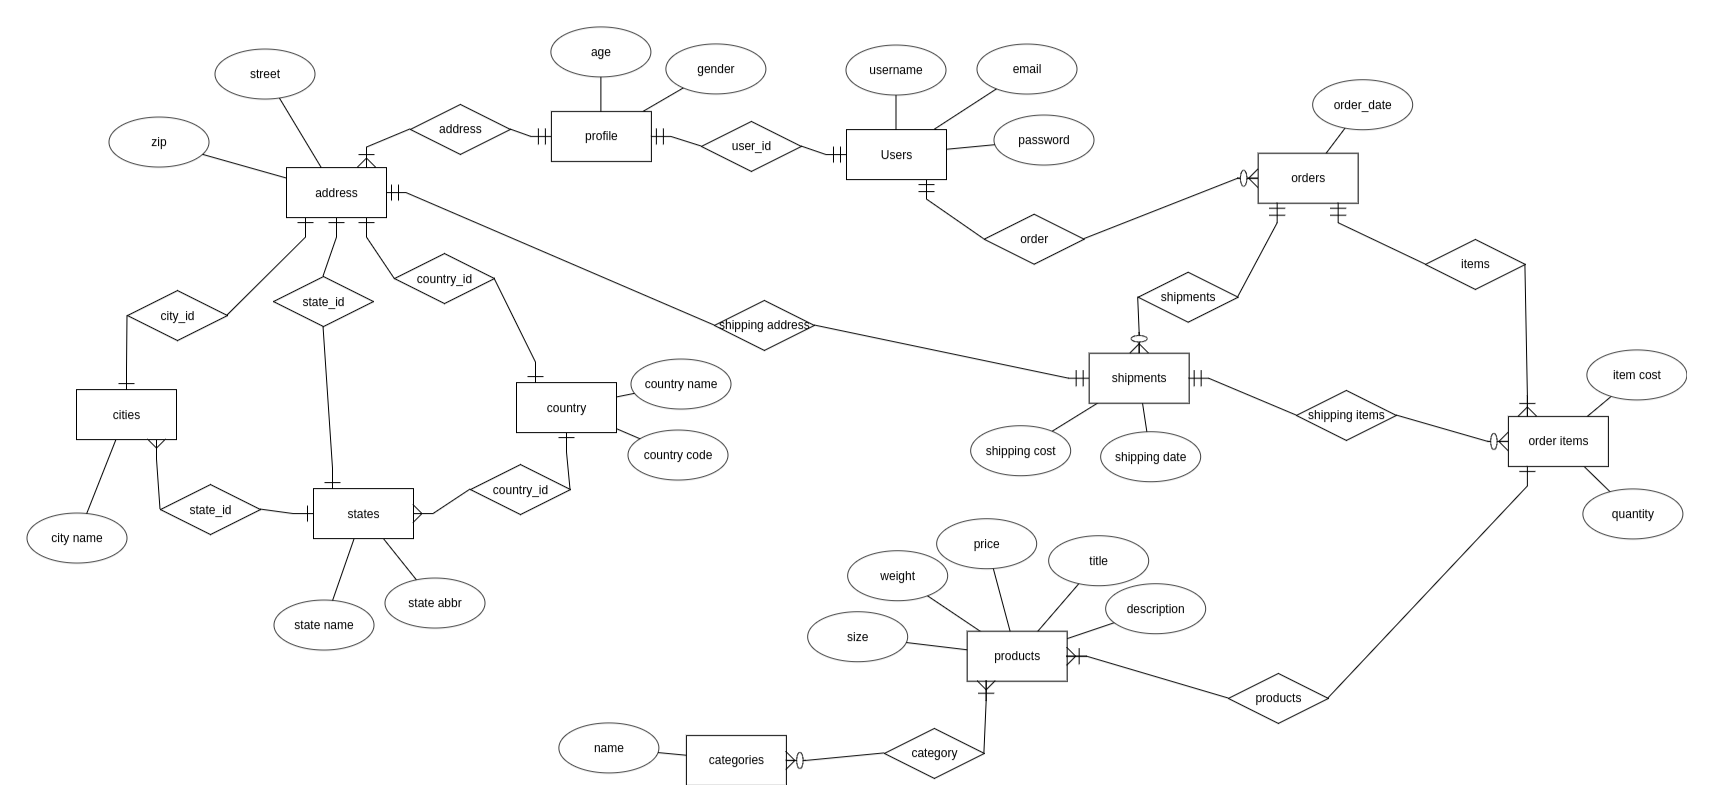 age
gender
username
email
street
order_date
address
profile
user_id
Users
password
zip
address
orders
order
country_id
items
state_id
shipments
city_id
shipping address
country name
shipments
item cost
cities
country
shipping items
order items
country code
shipping cost
shipping date
country_id
state_id
states
quantity
city name
price
title
weight
state abbr
description
state name
size
products
products
name
category
categories